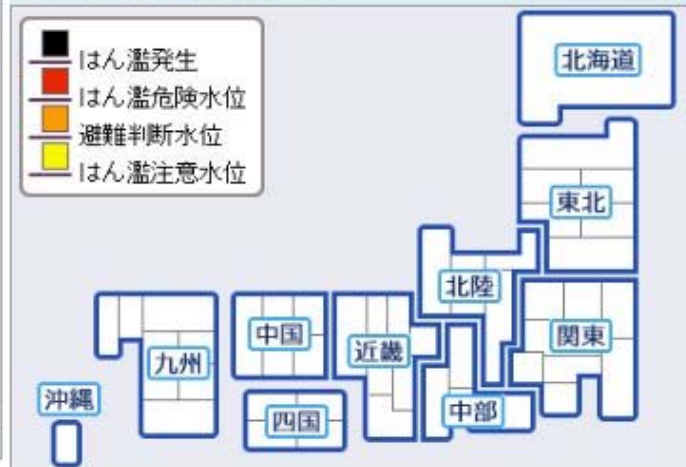 はん濫発生
はん濫危険水位
避難判断水位
はん濫注意水位
北海道
東北
北陸
関東
中国
近畿
九州
沖縄
四国
中部